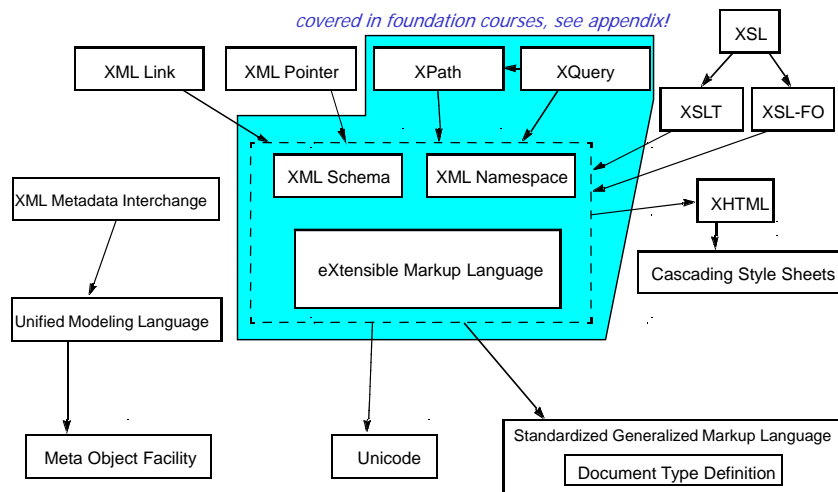 covered in foundation courses, see appendix!
XSL
XML Link
XML Pointer
XPath
XQuery
XSLT
XSL-FO
XML Schema
XML Namespace
XML Metadata Interchange
XHTML
eXtensible Markup Language
Cascading Style Sheets
Unified Modeling Language
Standardized Generalized Markup Language
Meta Object Facility
Unicode
Document Type Definition